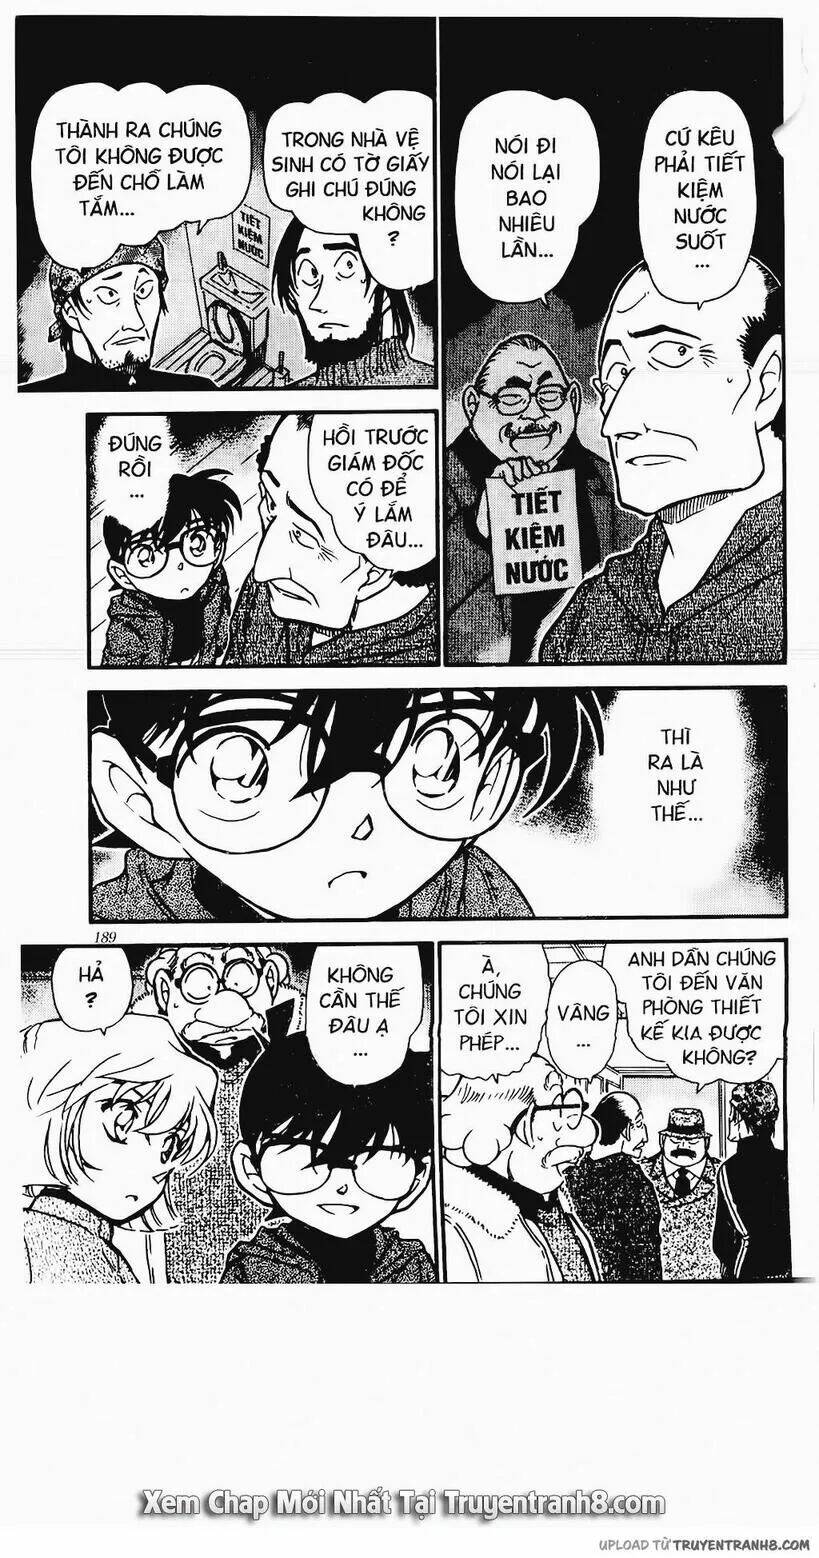 CỨ KÊU
PHẢI TIẾT
KIỆM
NƯỚC
SUỐT
...
NÓI ĐI
NÓI LẠI
BAO
NHIÊU
LẦN...
TIẾT
KIỆM
NƯỚC
TRONG NHÀ VỆ
SINH CÓ TỜ GIẤY
GHI CHÚ ĐÚNG
KHÔNG
?
THÀNH RA CHÚNG
TÔI KHÔNG ĐƯỢC
ĐẾN CHỖ LÀM
TẮM...
TIẾT
KIỆM
NƯỚC
HỒI TRƯỚC
GIÁM ĐỐC
CÓ ĐỂ
Ý LẮM
ĐÂU...
ĐÚNG
RỒI
...
THÌ
RA LÀ
NHƯ
THẾ...
189
ANH DẪN CHÚNG
TÔI ĐẾN VĂN
PHÒNG THIẾT
KẾ KIA ĐƯỢC
KHÔNG?
VÂNG
...
À,
CHÚNG
TÔI XIN
PHÉP...
KHÔNG
CẦN THẾ
ĐÂU Ạ
...
HẢ
?
Xem Chap Mới Nhất Tại Truyentranh8.com
UPLOAD TỪ TRUYENTRANH8.COM